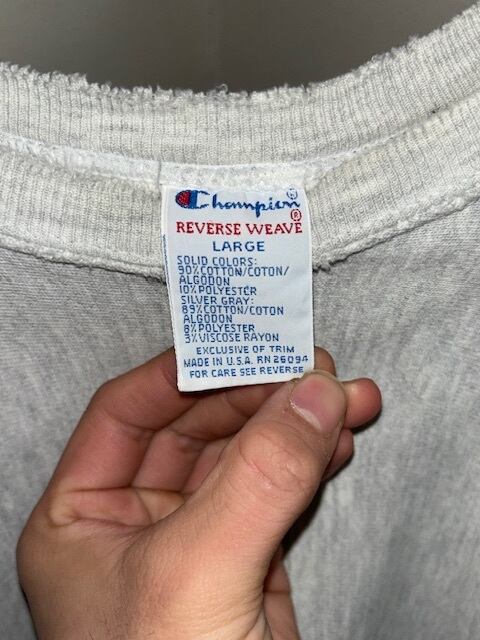 Champion®
REVERSE WEAVE®
LARGE
SOLID COLORS:
90% COTTON/COTON/
ALGODON
10% POLYESTER
SILVER GRAY:
89% COTTON/COTON
ALGODON
8% POLYESTER
3% VISCOSE RAYON
EXCLUSIVE OF TRIM
MADE IN U.S.A. RN 26094
FOR CARE SEE REVERSE